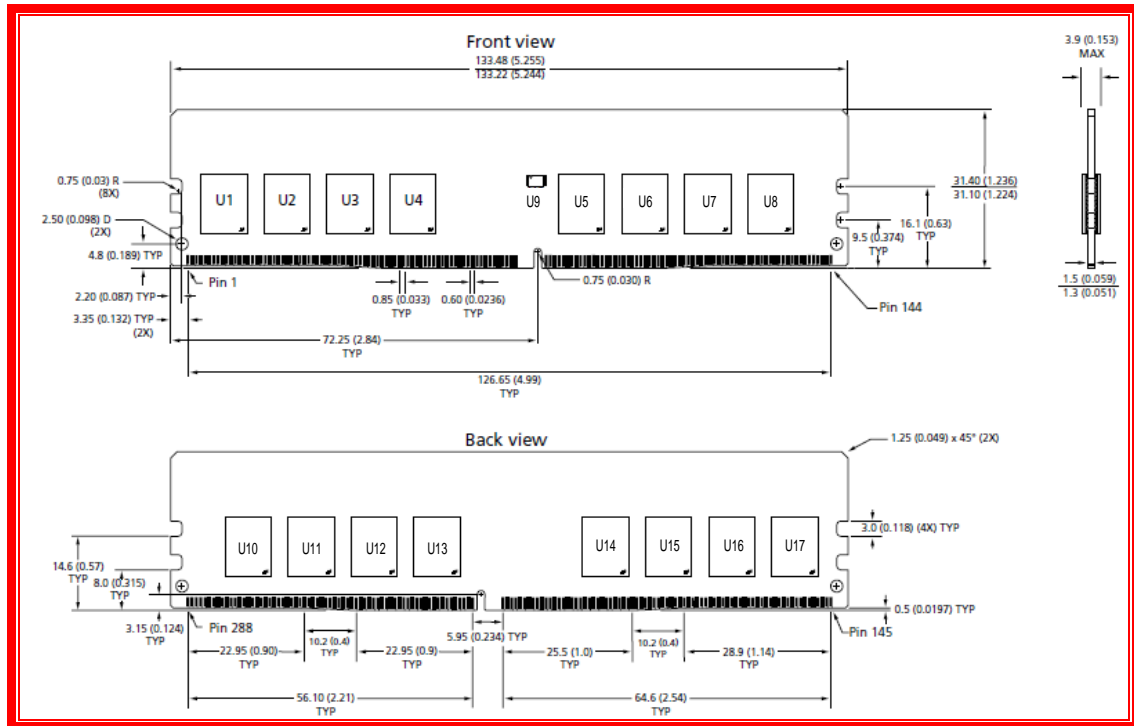 Front view
133.48 (5.255)
133.22 (5.244)
3.9 (0.153)
MAX
0.75 (0.03) R
(8X)
2.50 (0.098) D
(2X)
4.8 (0.189) TYP
2.20 (0.087) TYP
3.35 (0.132) TYP
(2X)
U1
U2
U3
U4
U9
U5
U6
U7
U8
31.40 (1.236)
31.10 (1.224)
16.1 (0.63)
TYP
9.5 (0.374)
TYP
Pin 1
0.85 (0.033)
TYP
0.60 (0.0236)
TYP
0.75 (0.030) R
Pin 144
1.5 (0.059)
1.3 (0.051)
72.25 (2.84)
TYP
126.65 (4.99)
TYP
Back view
1.25 (0.049) x 45° (2X)
U10
U11
U12
U13
U14
U15
U16
U17
3.0 (0.118) (4X) TYP
14.6 (0.57)
TYP
8.0 (0.315)
TYP
3.15 (0.124)
TYP
Pin 288
5.95 (0.234) TYP
0.5 (0.0197) TYP
Pin 145
22.95 (0.90)
TYP
10.2 (0.4)
TYP
22.95 (0.9)
TYP
25.5 (1.0)
TYP
10.2 (0.4)
TYP
28.9 (1.14)
TYP
56.10 (2.21)
TYP
64.6 (2.54)
TYP